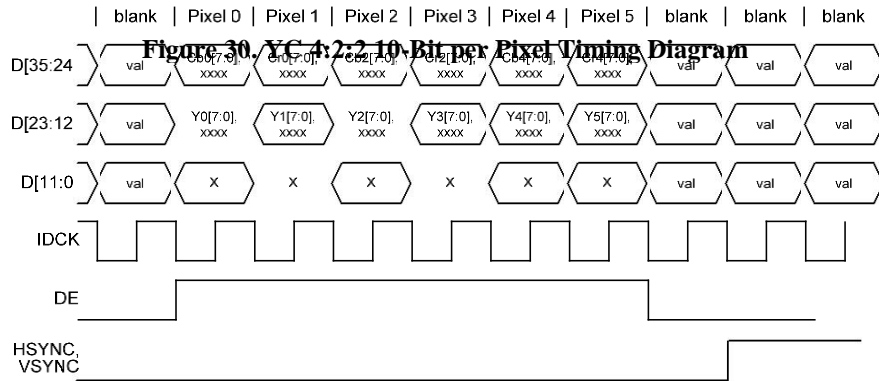 | blank | Pixel 0 | Pixel 1 | Pixel 2 | Pixel 3 | Pixel 4 | Pixel 5 | blank | blank | blank
Figure 30. YC 4:2:2 10-Bit per Pixel Timing Diagram
D[35:24 val Cb0[7:0], xxxx Cr0[7:0], xxxx Cb2[7:0], xxxx Cr2[7:0], xxxx Cb4[7:0], xxxx Cr4[7:0], xxxx val val val
D[23:12 val Y0[7:0], xxxx Y1[7:0], xxxx Y2[7:0], xxxx Y3[7:0], xxxx Y4[7:0], xxxx Y5[7:0], xxxx val val val
D[11:0 val x x x x x x val val val
IDCK
DE
HSYNC,
VSYNC